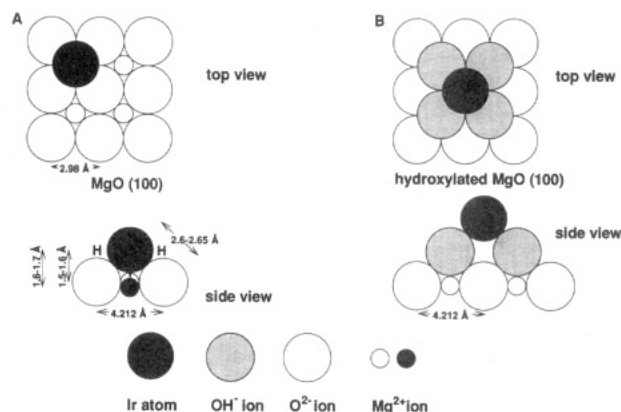 A
top view
2.98 Å
MgO (100)
H
H
2.6-2.65 Å
1.6-1.7 Å
1.5-1.6 Å
4.212 Å
side view
B
top view
hydroxylated MgO (100)
side view
4.212 Å
Ir atom
OH⁻ ion
O²⁻ ion
Mg²⁺ion